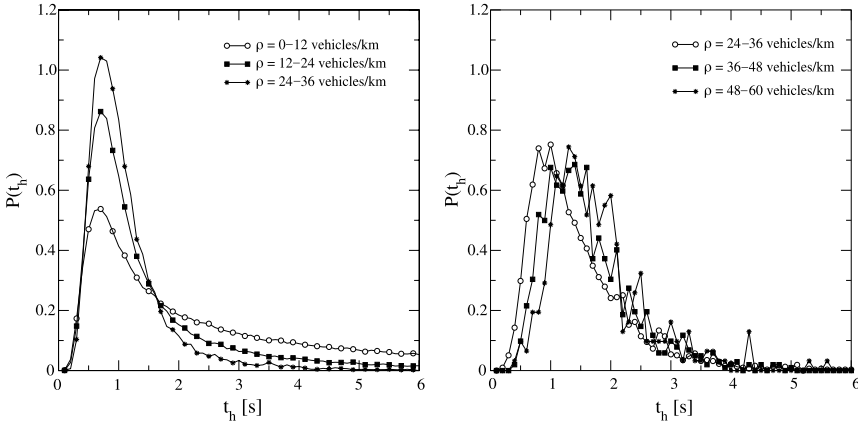 1.2
1.0
0.8
0.6
0.4
0.2
0
P(t_h)
ρ = 0−12 vehicles/km
ρ = 12−24 vehicles/km
ρ = 24−36 vehicles/km
1 2 3 4 5 6
t_h [s]
1.2
1.0
0.8
0.6
0.4
0.2
0
P(t_h)
ρ = 24−36 vehicles/km
ρ = 36−48 vehicles/km
ρ = 48−60 vehicles/km
0 1 2 3 4 5 6
t_h [s]